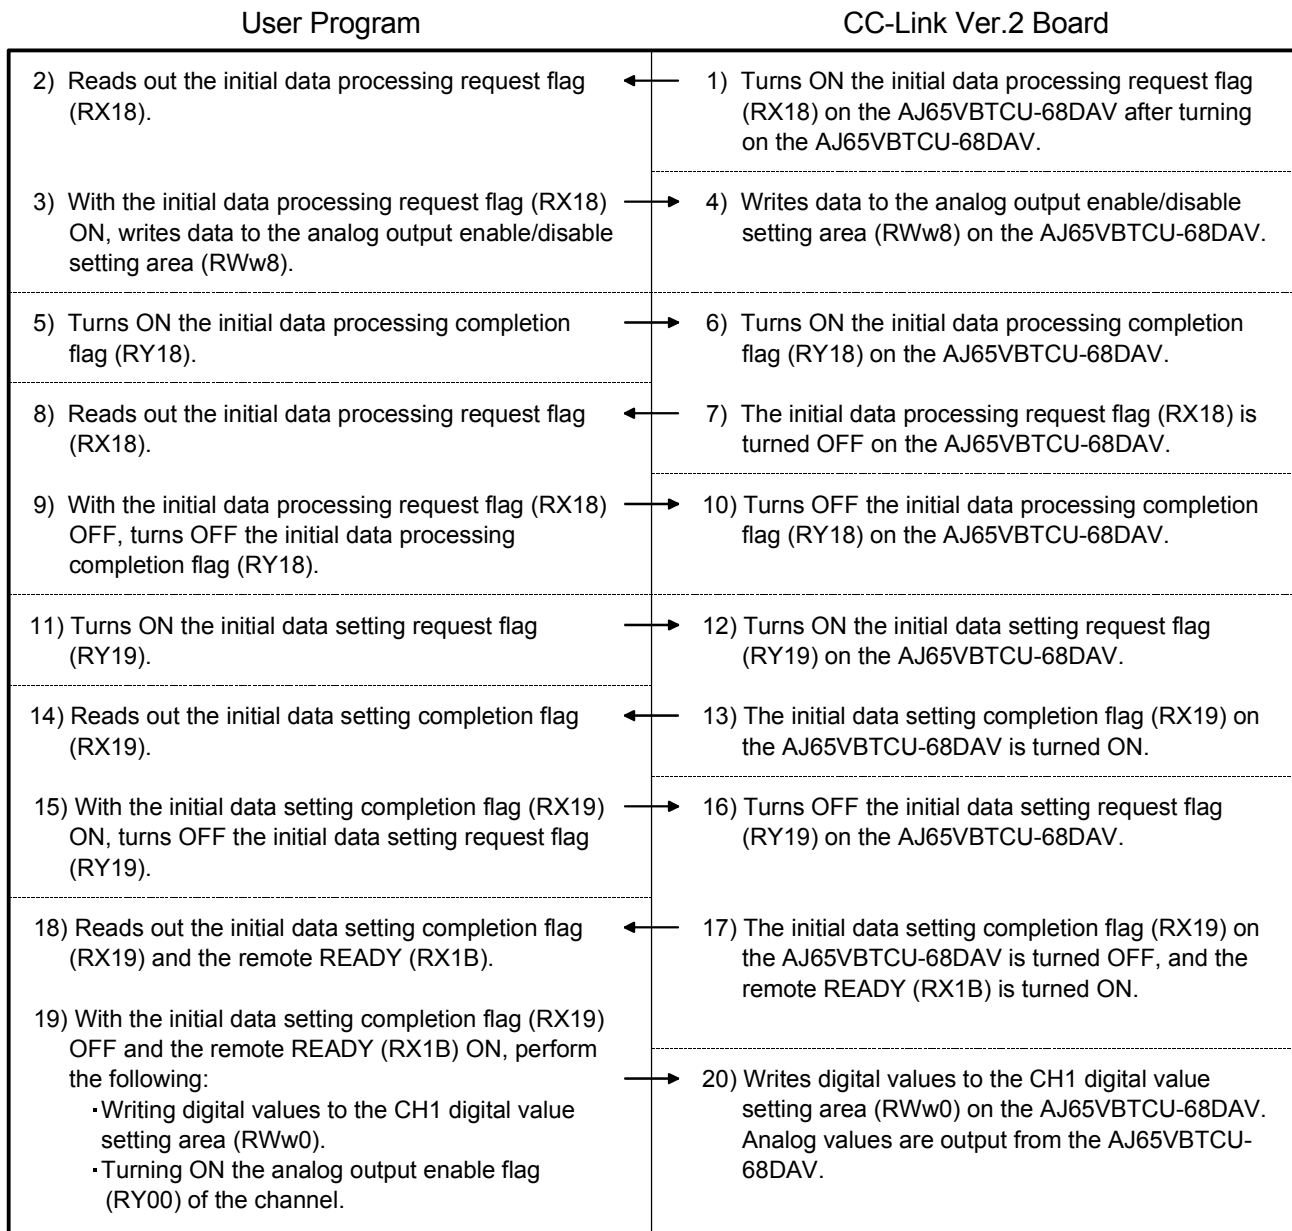 User Program
CC-Link Ver.2 Board
2) Reads out the initial data processing request flag
(RX18).
1) Turns ON the initial data processing request flag
(RX18) on the AJ65VBTCU-68DAV after turning
on the AJ65VBTCU-68DAV.
3) With the initial data processing request flag (RX18)
ON, writes data to the analog output enable/disable
setting area (RWw8).
4) Writes data to the analog output enable/disable
setting area (RWw8) on the AJ65VBTCU-68DAV.
5) Turns ON the initial data processing completion
flag (RY18).
6) Turns ON the initial data processing completion
flag (RY18) on the AJ65VBTCU-68DAV.
8) Reads out the initial data processing request flag
(RX18).
7) The initial data processing request flag (RX18) is
turned OFF on the AJ65VBTCU-68DAV.
9) With the initial data processing request flag (RX18)
OFF, turns OFF the initial data processing
completion flag (RY18).
10) Turns OFF the initial data processing completion
flag (RY18) on the AJ65VBTCU-68DAV.
11) Turns ON the initial data setting request flag
(RY19).
12) Turns ON the initial data setting request flag
(RY19) on the AJ65VBTCU-68DAV.
14) Reads out the initial data setting completion flag
(RX19).
13) The initial data setting completion flag (RX19) on
the AJ65VBTCU-68DAV is turned ON.
15) With the initial data setting completion flag (RX19)
ON, turns OFF the initial data setting request flag
(RY19).
16) Turns OFF the initial data setting request flag
(RY19) on the AJ65VBTCU-68DAV.
18) Reads out the initial data setting completion flag
(RX19) and the remote READY (RX1B).
17) The initial data setting completion flag (RX19) on
the AJ65VBTCU-68DAV is turned OFF, and the
remote READY (RX1B) is turned ON.
19) With the initial data setting completion flag (RX19)
OFF and the remote READY (RX1B) ON, perform
the following:
・Writing digital values to the CH1 digital value
setting area (RWw0).
・Turning ON the analog output enable flag
(RY00) of the channel.
20) Writes digital values to the CH1 digital value
setting area (RWw0) on the AJ65VBTCU-68DAV.
Analog values are output from the AJ65VBTCU-
68DAV.